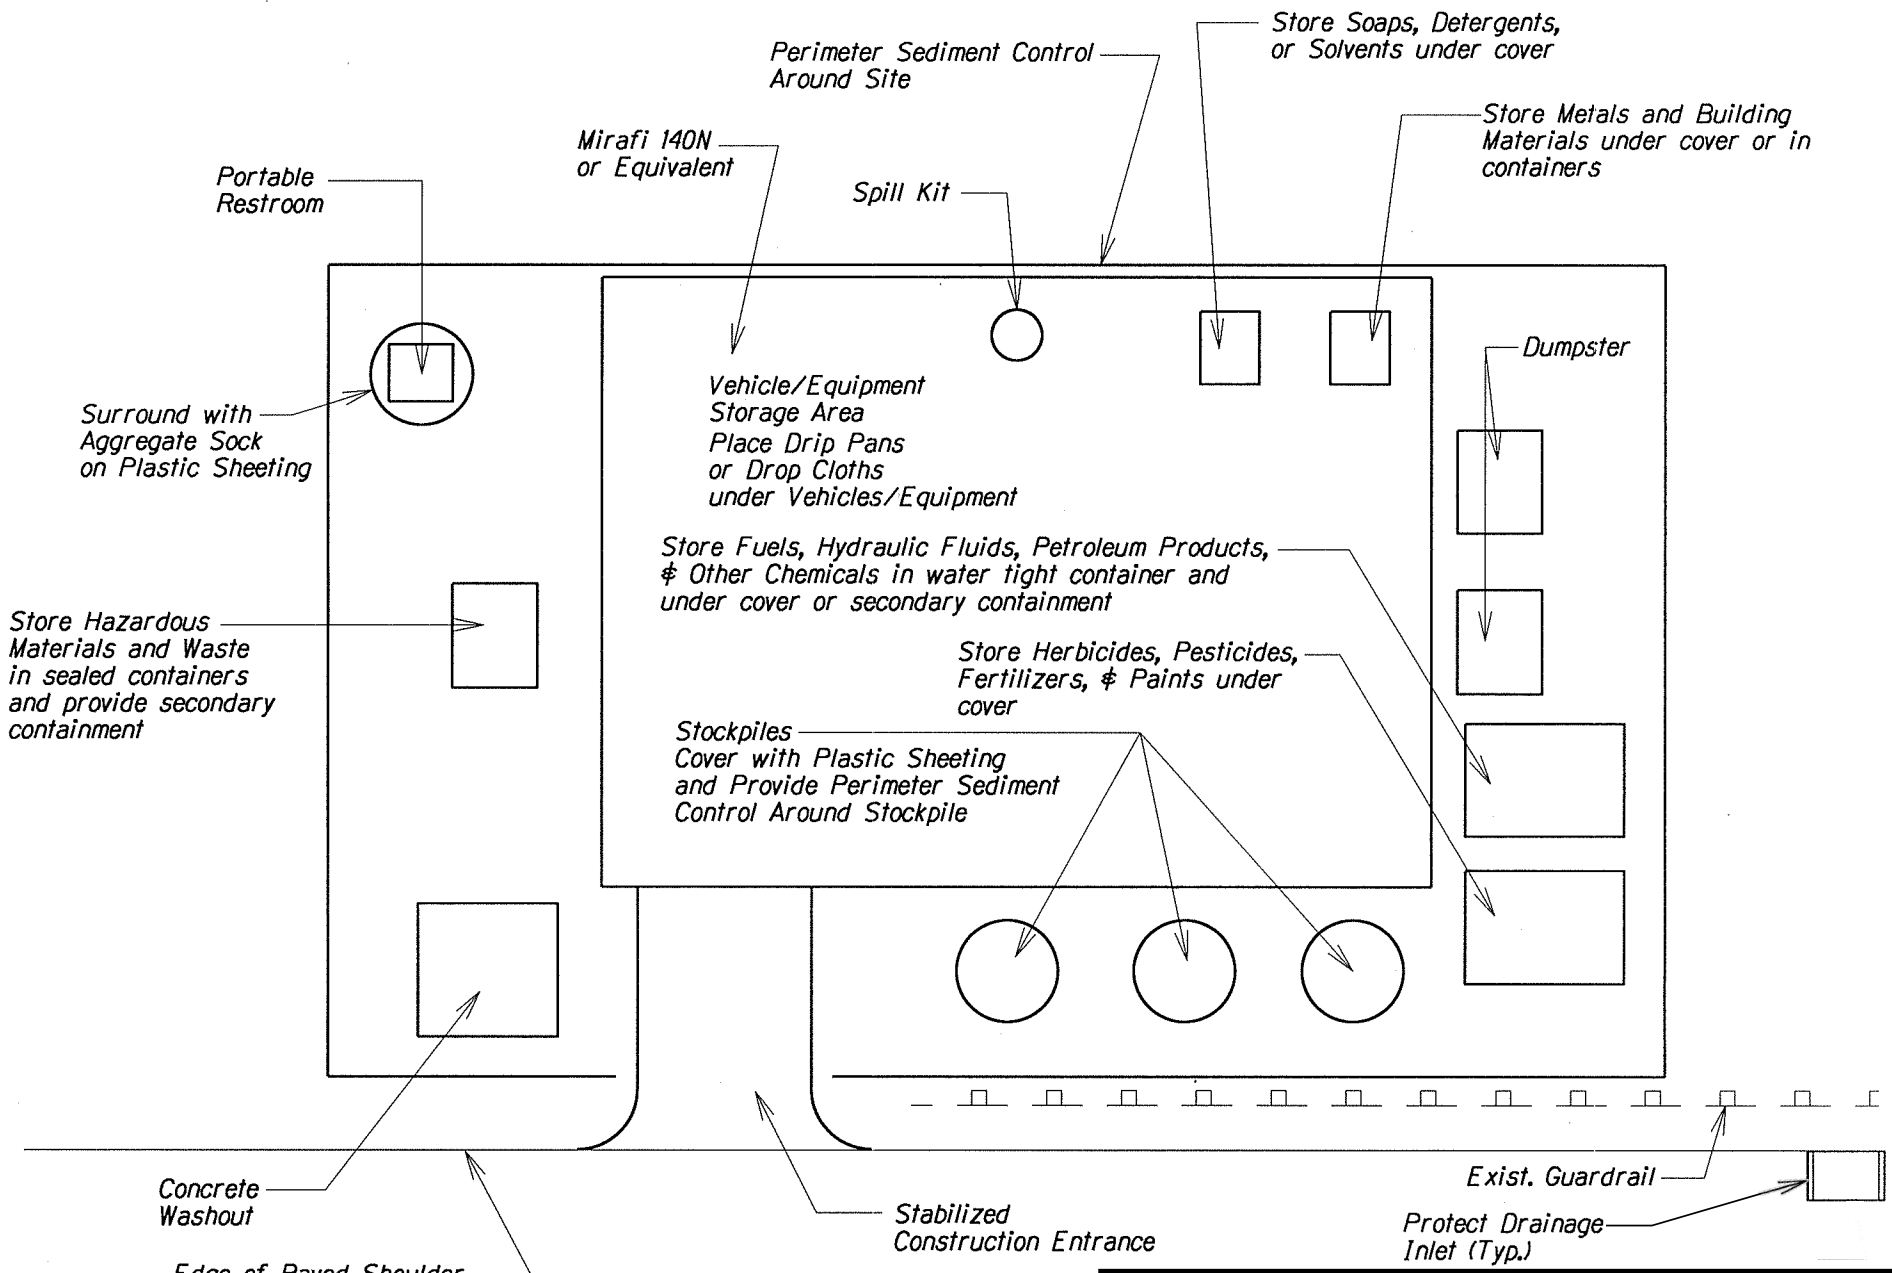 Store Soaps, Detergents,
or Solvents under cover
Perimeter Sediment Control
Around Site
Store Metals and Building
Materials under cover or in
containers
Mirafi 140N
or Equivalent
Portable
Restroom
Spill Kit
Dumpster
Vehicle/Equipment
Storage Area
Place Drip Pans
or Drop Cloths
under Vehicles/Equipment
Surround with
Aggregate Sock
on Plastic Sheeting
Store Fuels, Hydraulic Fluids, Petroleum Products,
& Other Chemicals in water tight container and
under cover or secondary containment
Store Hazardous
Materials and Waste
in sealed containers
and provide secondary
containment
Store Herbicides, Pesticides,
Fertilizers, & Paints under
cover
Stockpiles
Cover with Plastic Sheeting
and Provide Perimeter Sediment
Control Around Stockpile
Concrete
Washout
Stabilized
Construction Entrance
Exist. Guardrail
Protect Drainage
Inlet (Typ.)
Edge of Paved Shoulder